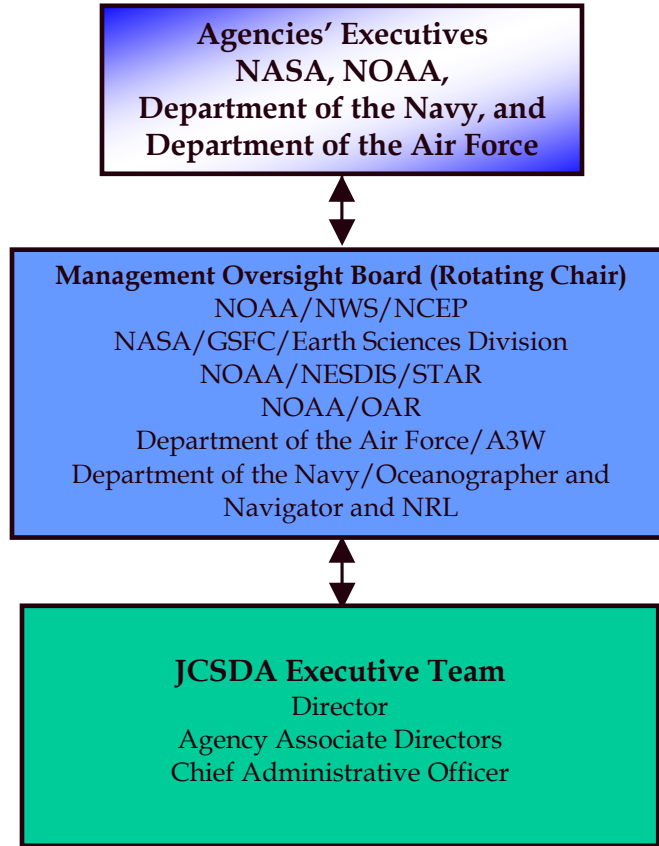 Agencies’ Executives
NASA, NOAA,
Department of the Navy, and
Department of the Air Force
Management Oversight Board (Rotating Chair)
NOAA/NWS/NCEP
NASA/GSFC/Earth Sciences Division
NOAA/NESDIS/STAR
NOAA/OAR
Department of the Air Force/A3W
Department of the Navy/Oceanographer and
Navigator and NRL
JCSDA Executive Team
Director
Agency Associate Directors
Chief Administrative Officer